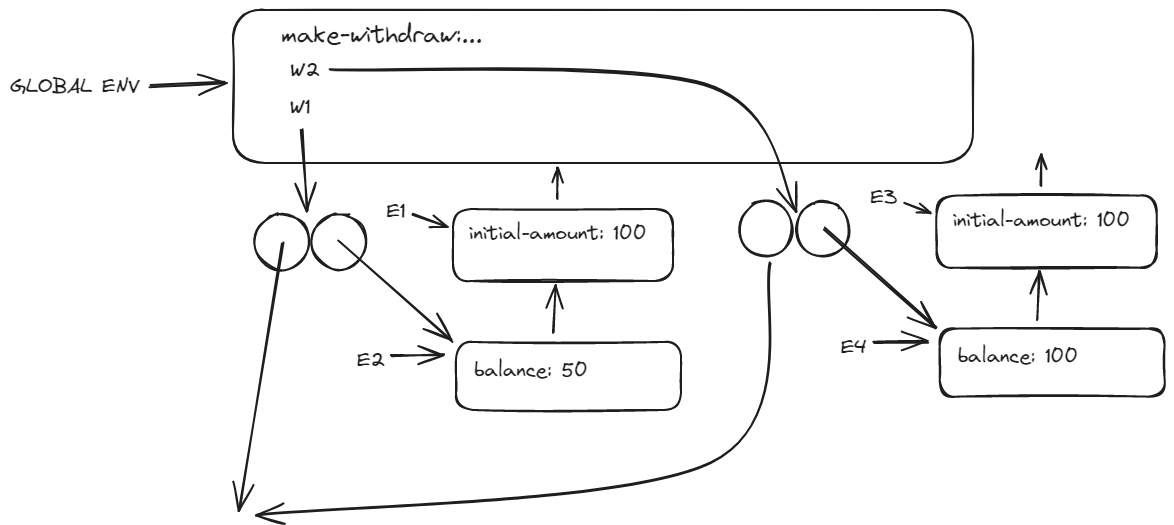 make-withdraw:...
W2
GLOBAL ENV
W1
E1
initial-amount: 100
E3
initial-amount: 100
E2
balance: 50
E4
balance: 100